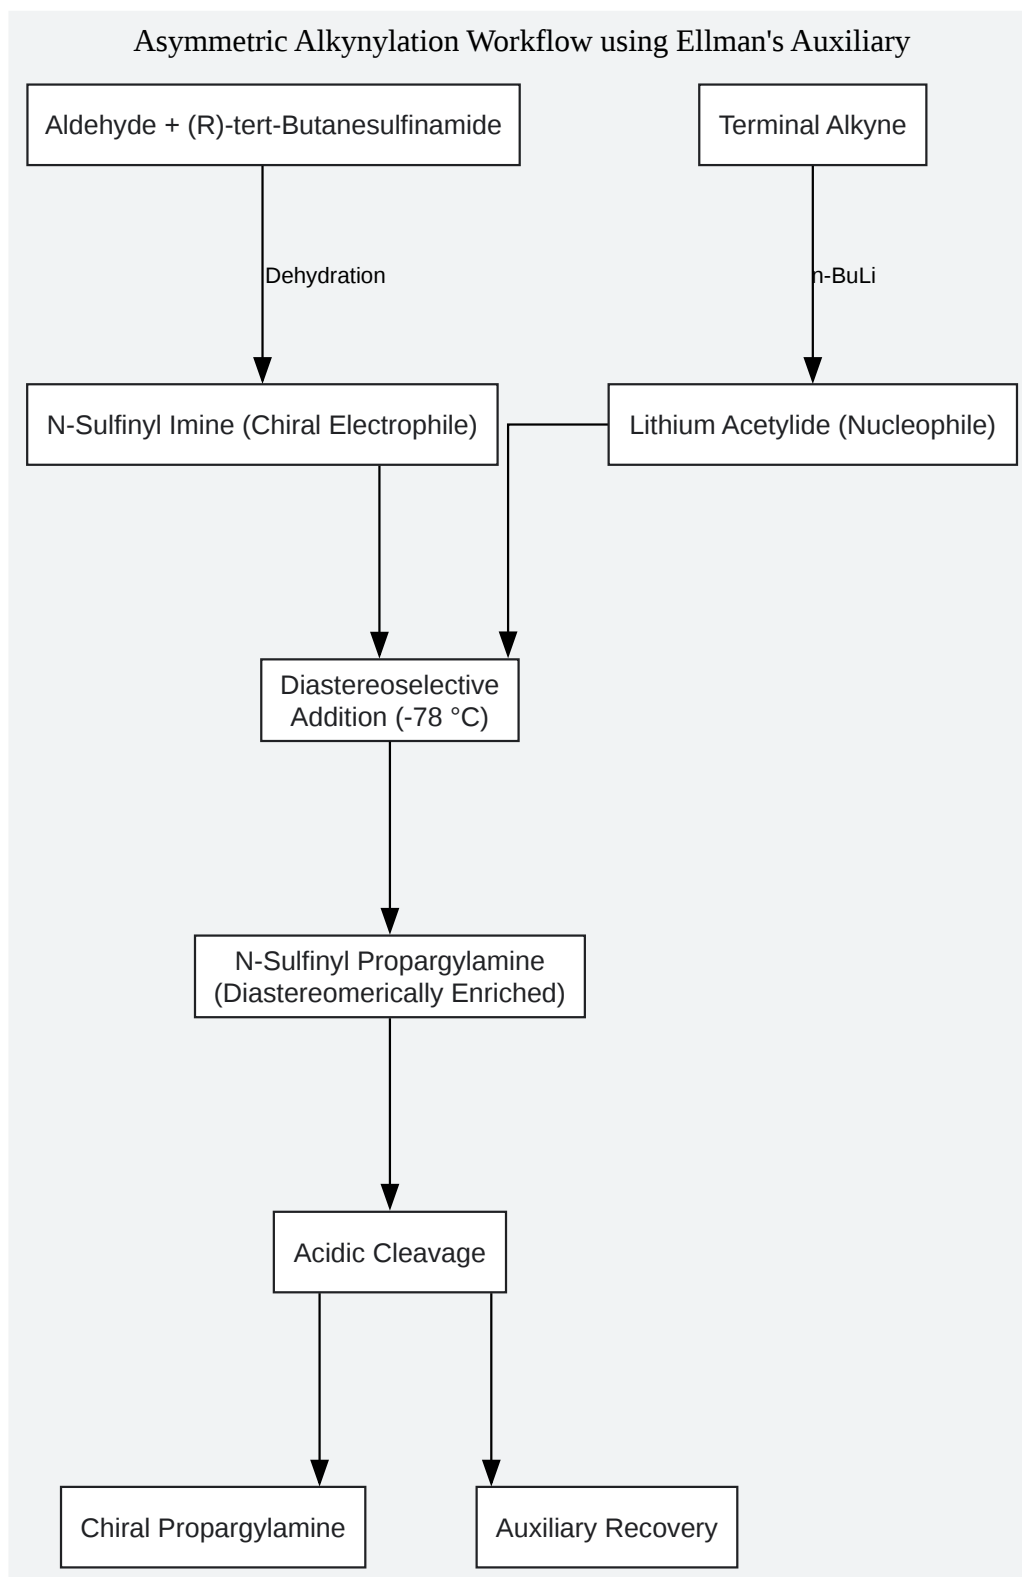 Asymmetric Alkynylation Workflow using Ellman's Auxiliary
Aldehyde + (R)-tert-Butanesulfinamide
Terminal Alkyne
Dehydration
n-BuLi
N-Sulfinyl Imine (Chiral Electrophile)
Lithium Acetylide (Nucleophile)
Diastereoselective
Addition (-78 °C)
N-Sulfinyl Propargylamine
(Diastereomerically Enriched)
Acidic Cleavage
Chiral Propargylamine
Auxiliary Recovery